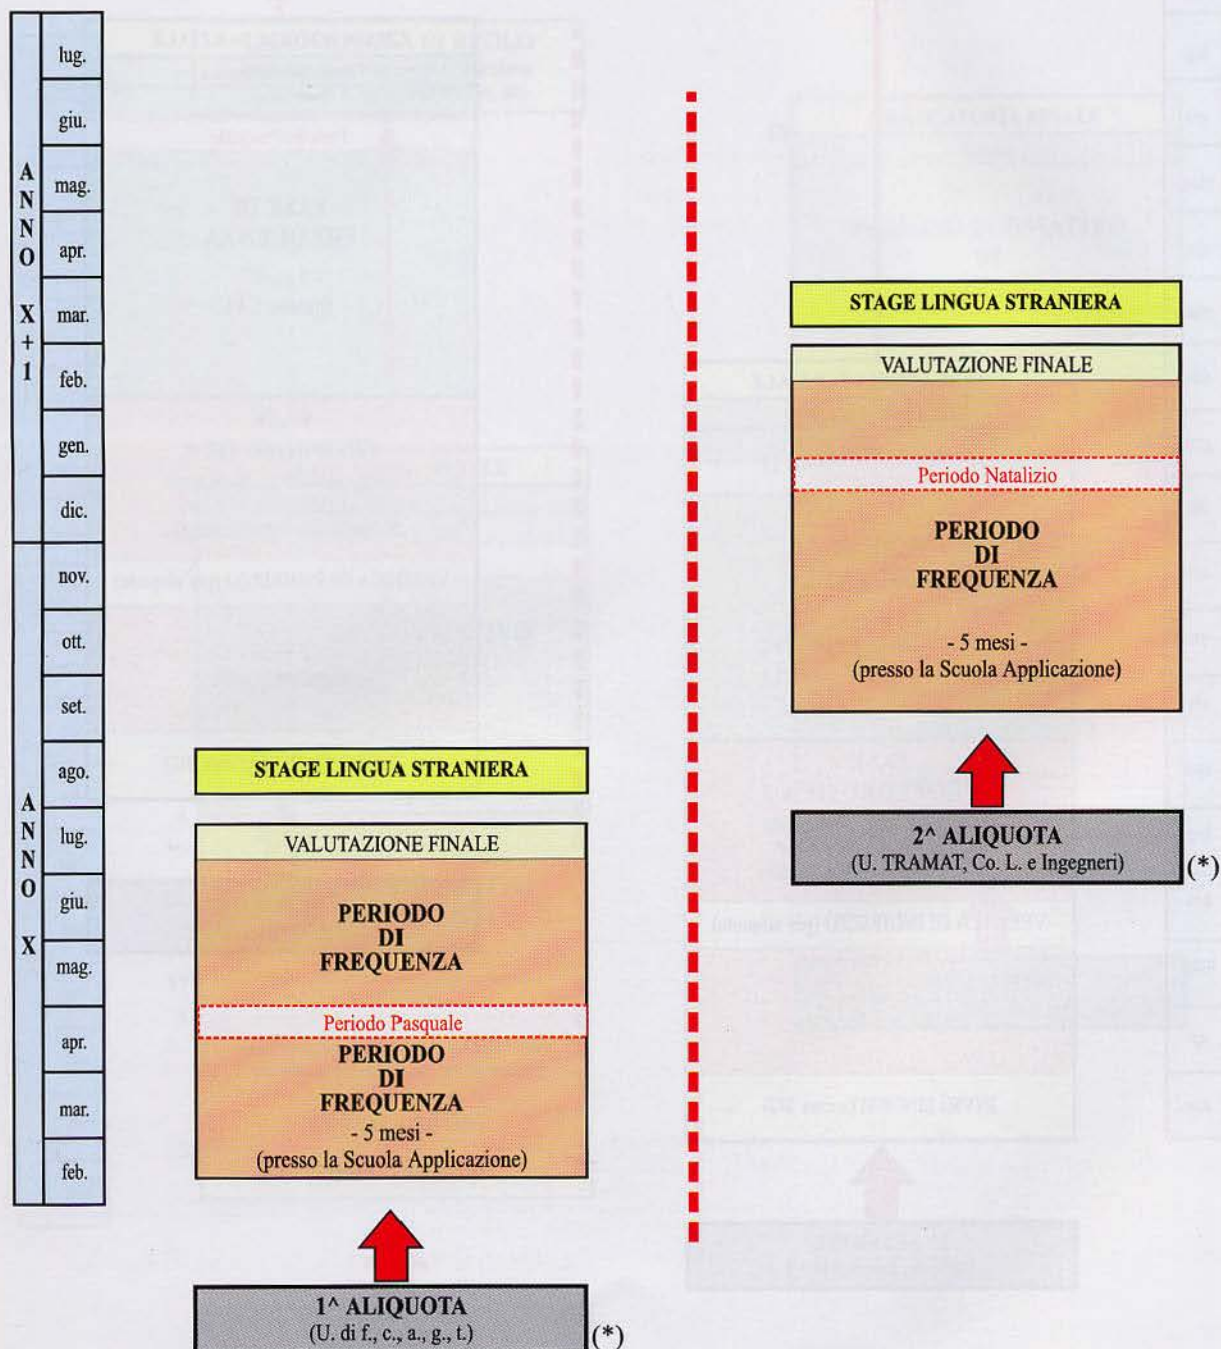 lug.
giu.
mag.
apr.
mar.
feb.
gen.
dic.
nov.
ott.
set.
ago.
lug.
giu.
mag.
apr.
mar.
feb.
ANNO X+1
ANNO X
STAGE LINGUA STRANIERA
VALUTAZIONE FINALE
PERIODO
DI
FREQUENZA
Periodo Pasquale
PERIODO
DI
FREQUENZA
- 5 mesi -
(presso la Scuola Applicazione)
1^ ALIQUOTA
(U. di f., c., a., g., t.)
(*)
STAGE LINGUA STRANIERA
VALUTAZIONE FINALE
Periodo Natalizio
PERIODO
DI
FREQUENZA
- 5 mesi -
(presso la Scuola Applicazione)
2^ ALIQUOTA
(U. TRAMAT, Co. L. e Ingegneri)
(*)